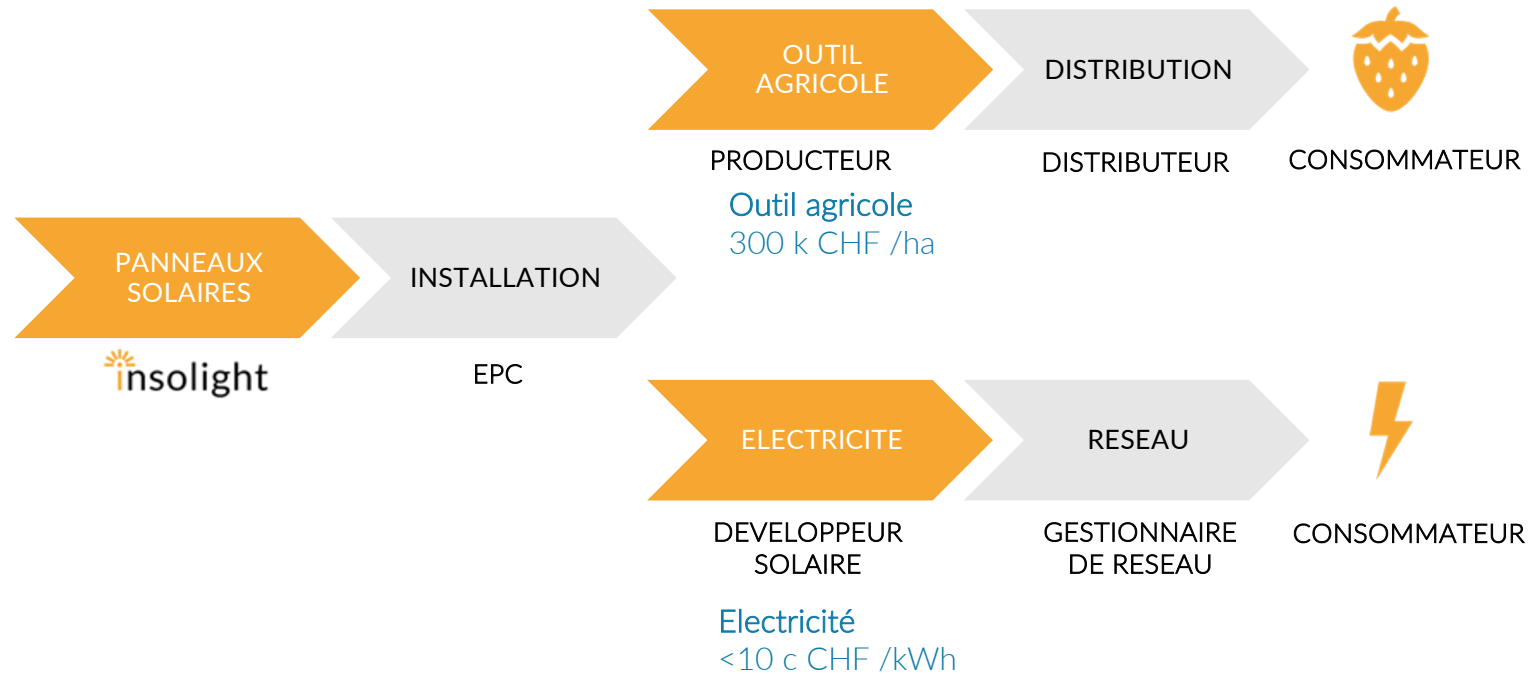 OUTIL
AGRICOLE
DISTRIBUTION
PRODUCTEUR
DISTRIBUTEUR
CONSOMMATEUR
Outil agricole
300 k CHF /ha
PANNEAUX
SOLAIRES
INSTALLATION
insolight
EPC
ELECTRICITE
RESEAU
DEVELOPPEUR
SOLAIRE
GESTIONNAIRE
DE RESEAU
CONSOMMATEUR
Electricité
<10 c CHF /kWh